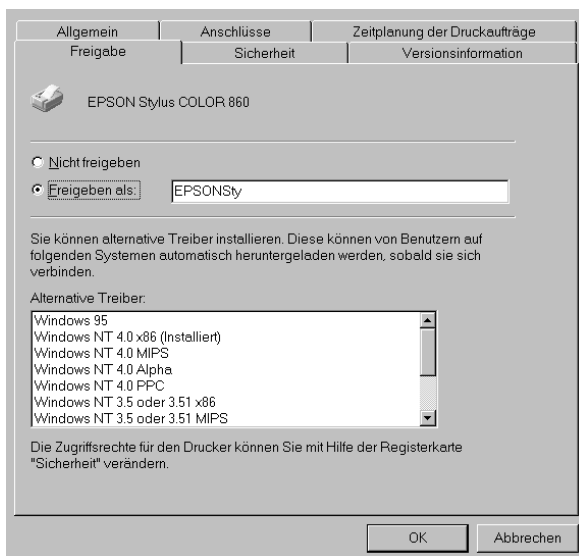 Allgemein Anschlüsse Zeitplanung der Druckaufträge
Freigabe Sicherheit Versionsinformation
EPSON Stylus COLOR 860
Nicht freigeben
Freigeben als: EPSONSty
Sie können alternative Treiber installieren. Diese können von Benutzern auf
folgenden Systemen automatisch heruntergeladen werden, sobald sie sich
verbinden.
Alternative Treiber:
Windows 95
Windows NT 4.0 x86 (Installiert)
Windows NT 4.0 MIPS
Windows NT 4.0 Alpha
Windows NT 4.0 PPC
Windows NT 3.5 oder 3.51 x86
Windows NT 3.5 oder 3.51 MIPS
Die Zugriffsrechte für den Drucker können Sie mit Hilfe der Registerkarte
"Sicherheit" verändern.
OK Abbrechen